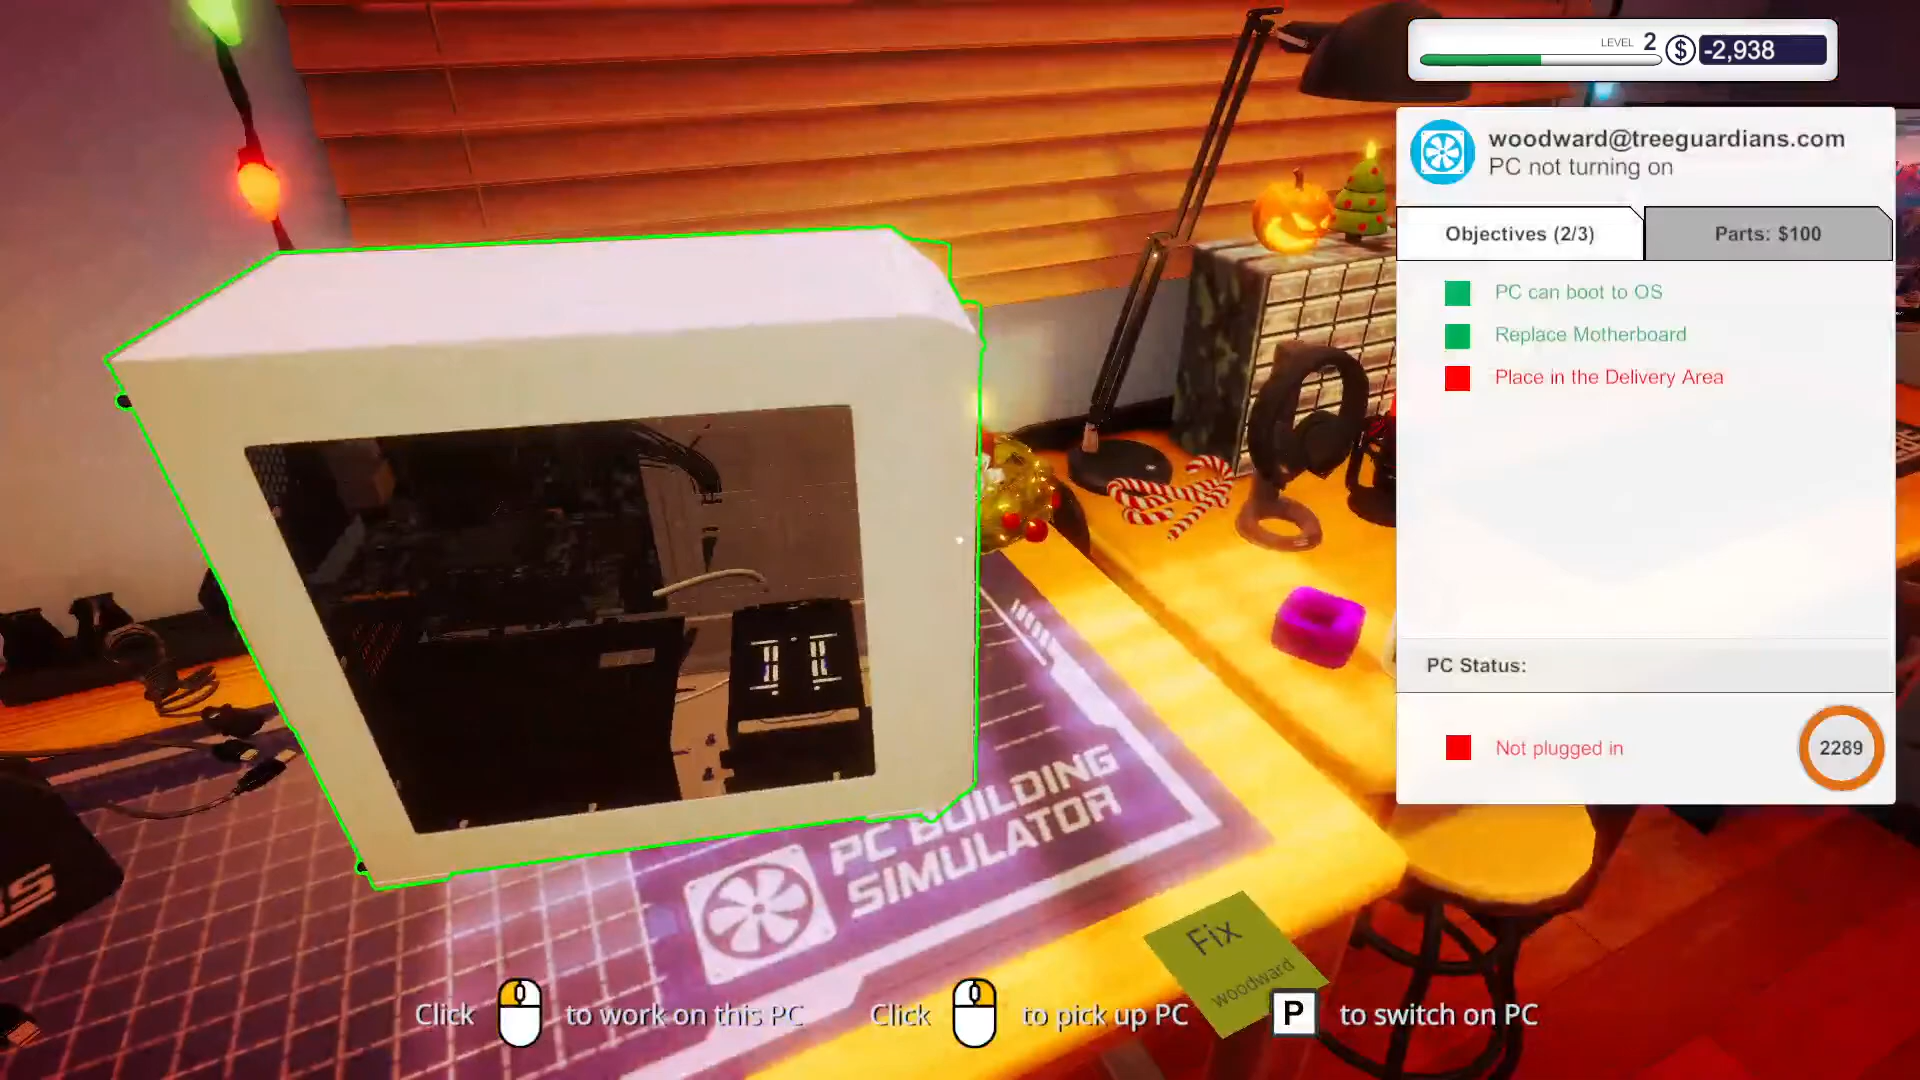 LEVEL 2
$ -2,938
woodward@treeguardians.com
PC not turning on
Objectives (2/3)
Parts: $100
PC can boot to OS
Replace Motherboard
Place in the Delivery Area
PC Status:
Not plugged in
2289
PC BUILDING
SIMULATOR
Fix
woodward
Click to work on this PC
Click to pick up PC
P to switch on PC